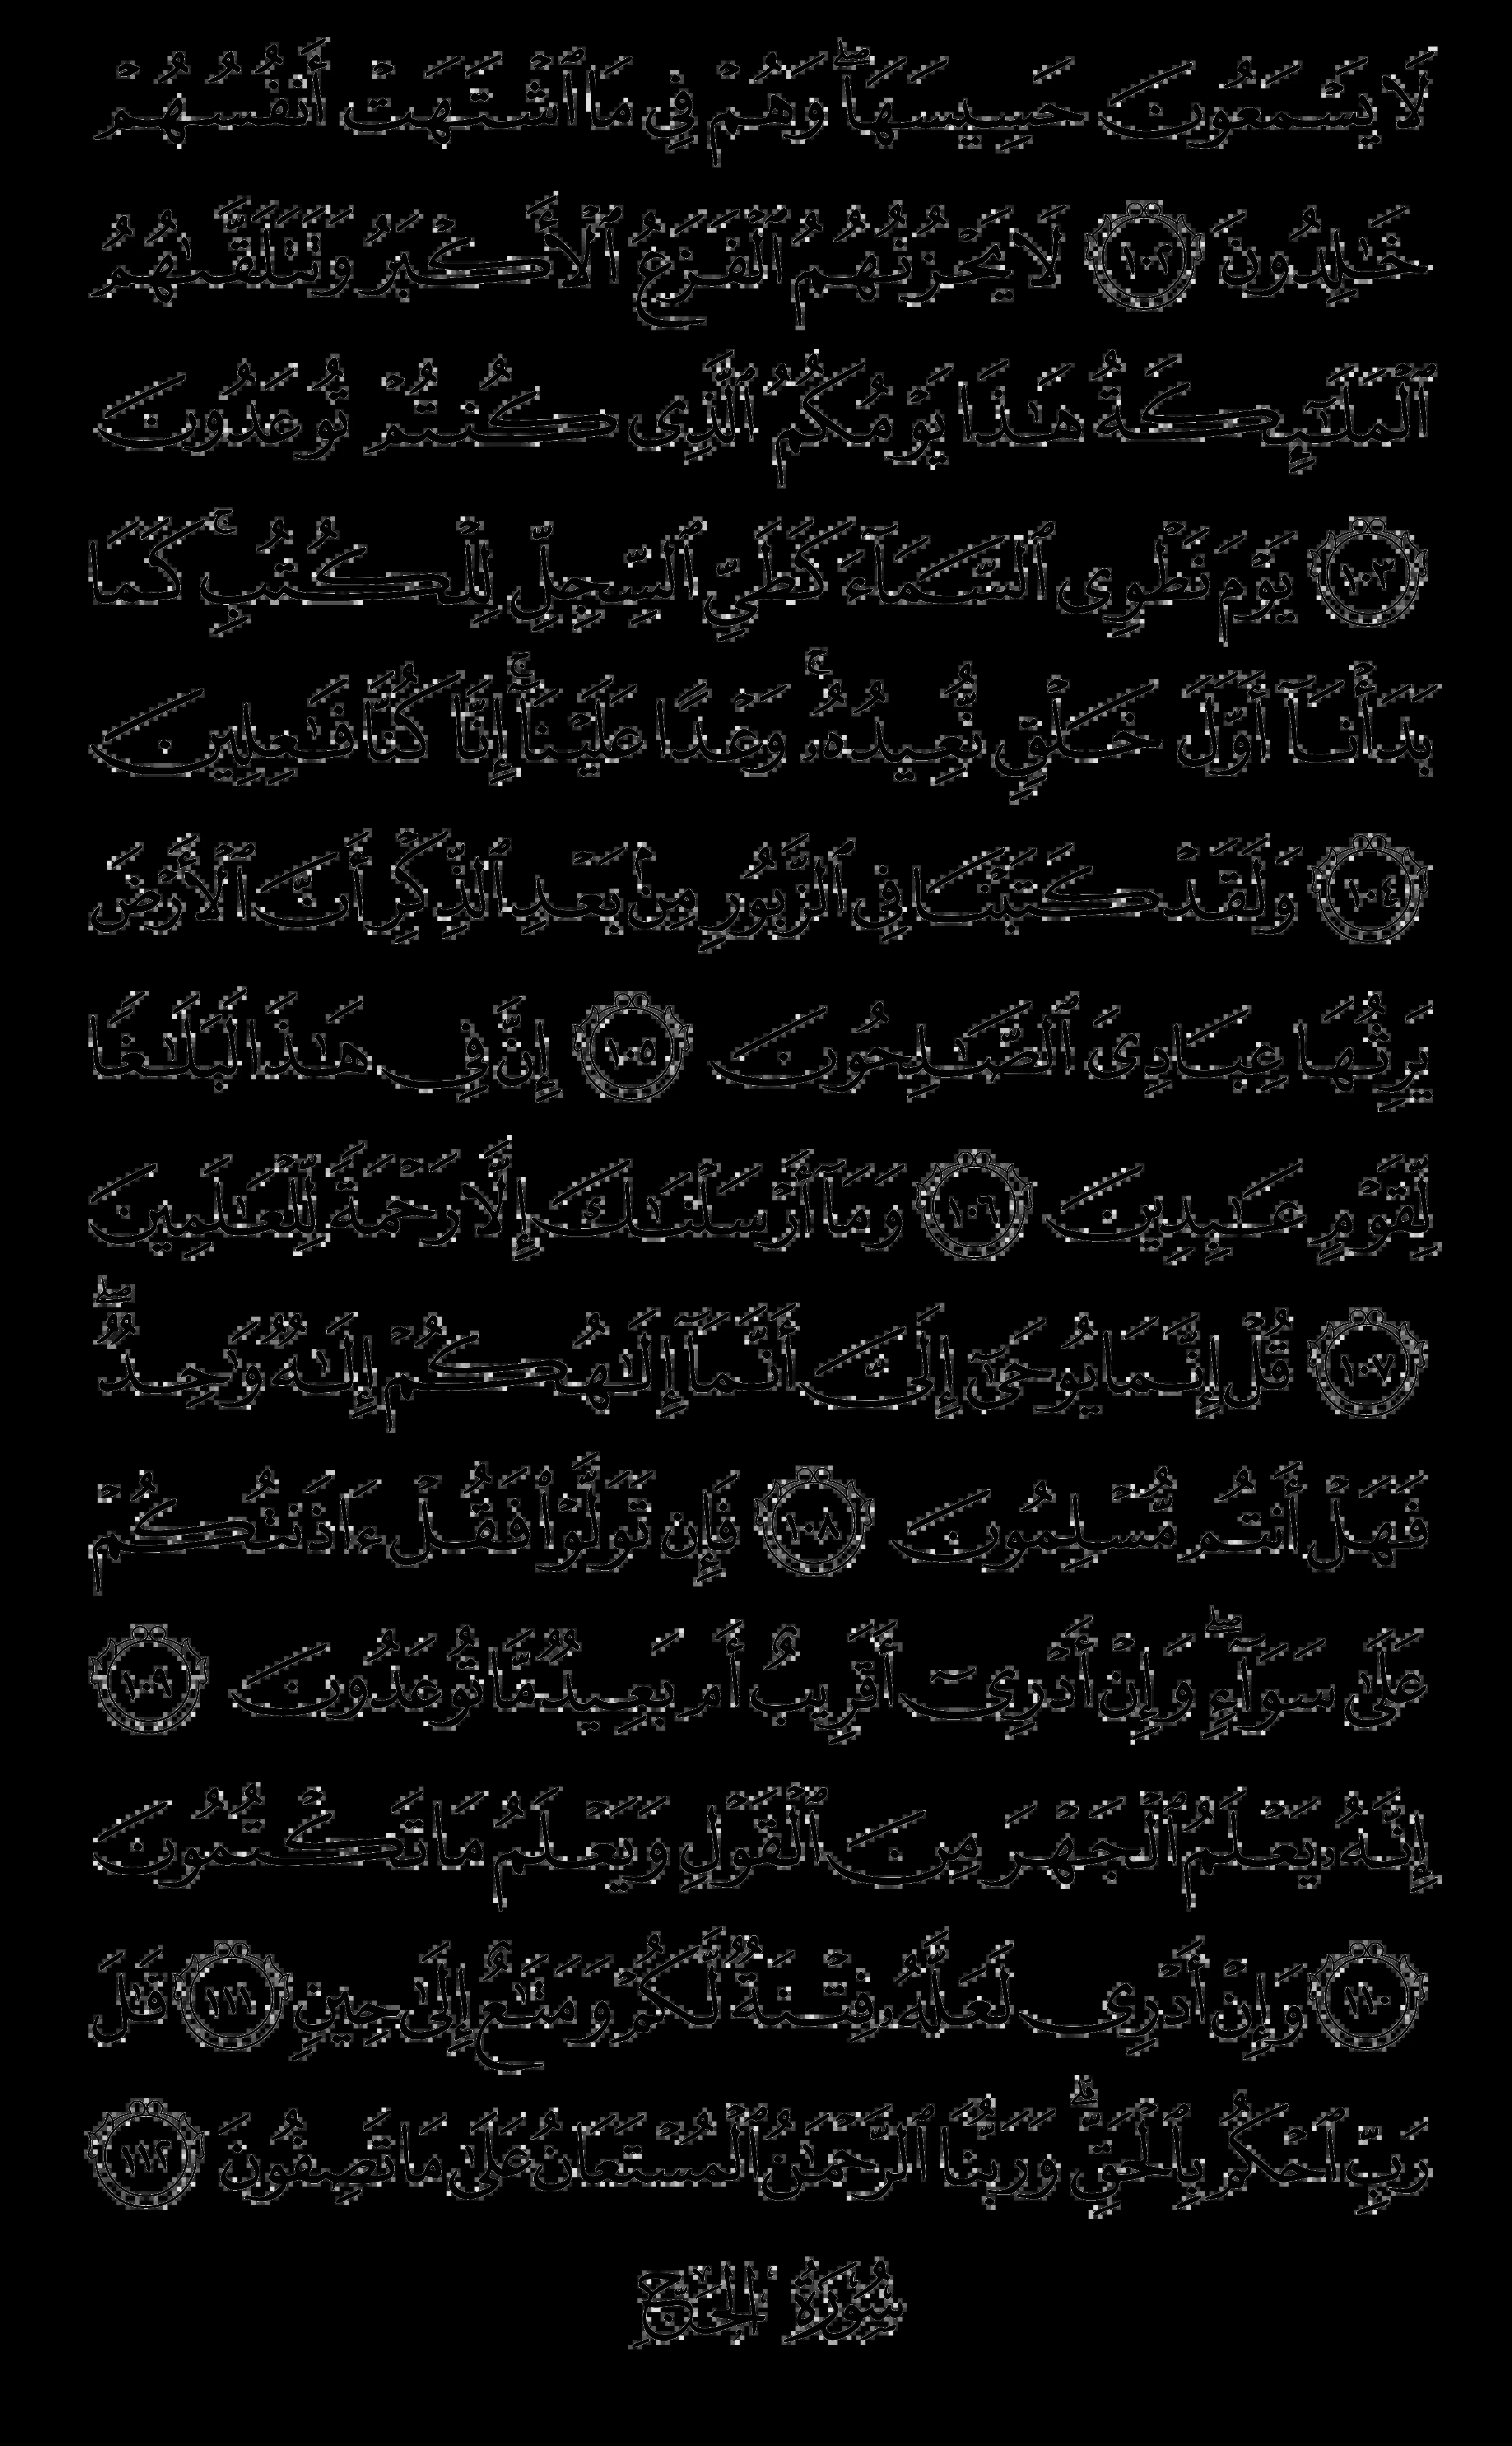 لَا يَسْمَعُونَ حَسِيسَهَا ۖ وَهُمْ فِى مَا ٱشْتَهَتْ أَنفُسُهُمْ
خَـٰلِدُونَ ١٠٢ لَا يَحْزُنُهُمُ ٱلْفَزَعُ ٱلْأَكْبَرُ وَتَتَلَقَّىٰهُمُ
ٱلْمَلَـٰٓئِكَةُ هَـٰذَا يَوْمُكُمُ ٱلَّذِى كُنتُمْ تُوعَدُونَ
١٠٣ يَوْمَ نَطْوِى ٱلسَّمَآءَ كَطَىِّ ٱلسِّجِلِّ لِلْكُتُبِ ۚ كَمَا
بَدَأْنَآ أَوَّلَ خَلْقٍ نُّعِيدُهُۥ ۚ وَعْدًا عَلَيْنَآ ۚ إِنَّا كُنَّا فَـٰعِلِينَ
١٠٤ وَلَقَدْ كَتَبْنَا فِى ٱلزَّبُورِ مِنۢ بَعْدِ ٱلذِّكْرِ أَنَّ ٱلْأَرْضَ
يَرِثُهَا عِبَادِىَ ٱلصَّـٰلِحُونَ ١٠٥ إِنَّ فِى هَـٰذَا لَبَلَـٰغًا
لِّقَوْمٍ عَـٰبِدِينَ ١٠٦ وَمَآ أَرْسَلْنَـٰكَ إِلَّا رَحْمَةً لِّلْعَـٰلَمِينَ
١٠٧ قُلْ إِنَّمَا يُوحَىٰٓ إِلَىَّ أَنَّمَآ إِلَـٰهُكُمْ إِلَـٰهٌ وَٰحِدٌ ۖ
فَهَلْ أَنتُم مُّسْلِمُونَ ١٠٨ فَإِن تَوَلَّوْا۟ فَقُلْ ءَاذَنتُكُمْ
عَلَىٰ سَوَآءٍ ۖ وَإِنْ أَدْرِىٓ أَقَرِيبٌ أَم بَعِيدٌ مَّا تُوعَدُونَ ١٠٩
إِنَّهُۥ يَعْلَمُ ٱلْجَهْرَ مِنَ ٱلْقَوْلِ وَيَعْلَمُ مَا تَكْتُمُونَ
١١٠ وَإِنْ أَدْرِى لَعَلَّهُۥ فِتْنَةٌ لَّكُمْ وَمَتَـٰعٌ إِلَىٰ حِينٍ ١١١ قَـٰلَ
رَبِّ ٱحْكُم بِٱلْحَقِّ ۗ وَرَبُّنَا ٱلرَّحْمَـٰنُ ٱلْمُسْتَعَانُ عَلَىٰ مَا تَصِفُونَ ١١٢
سُورَةُ الحَجِّ